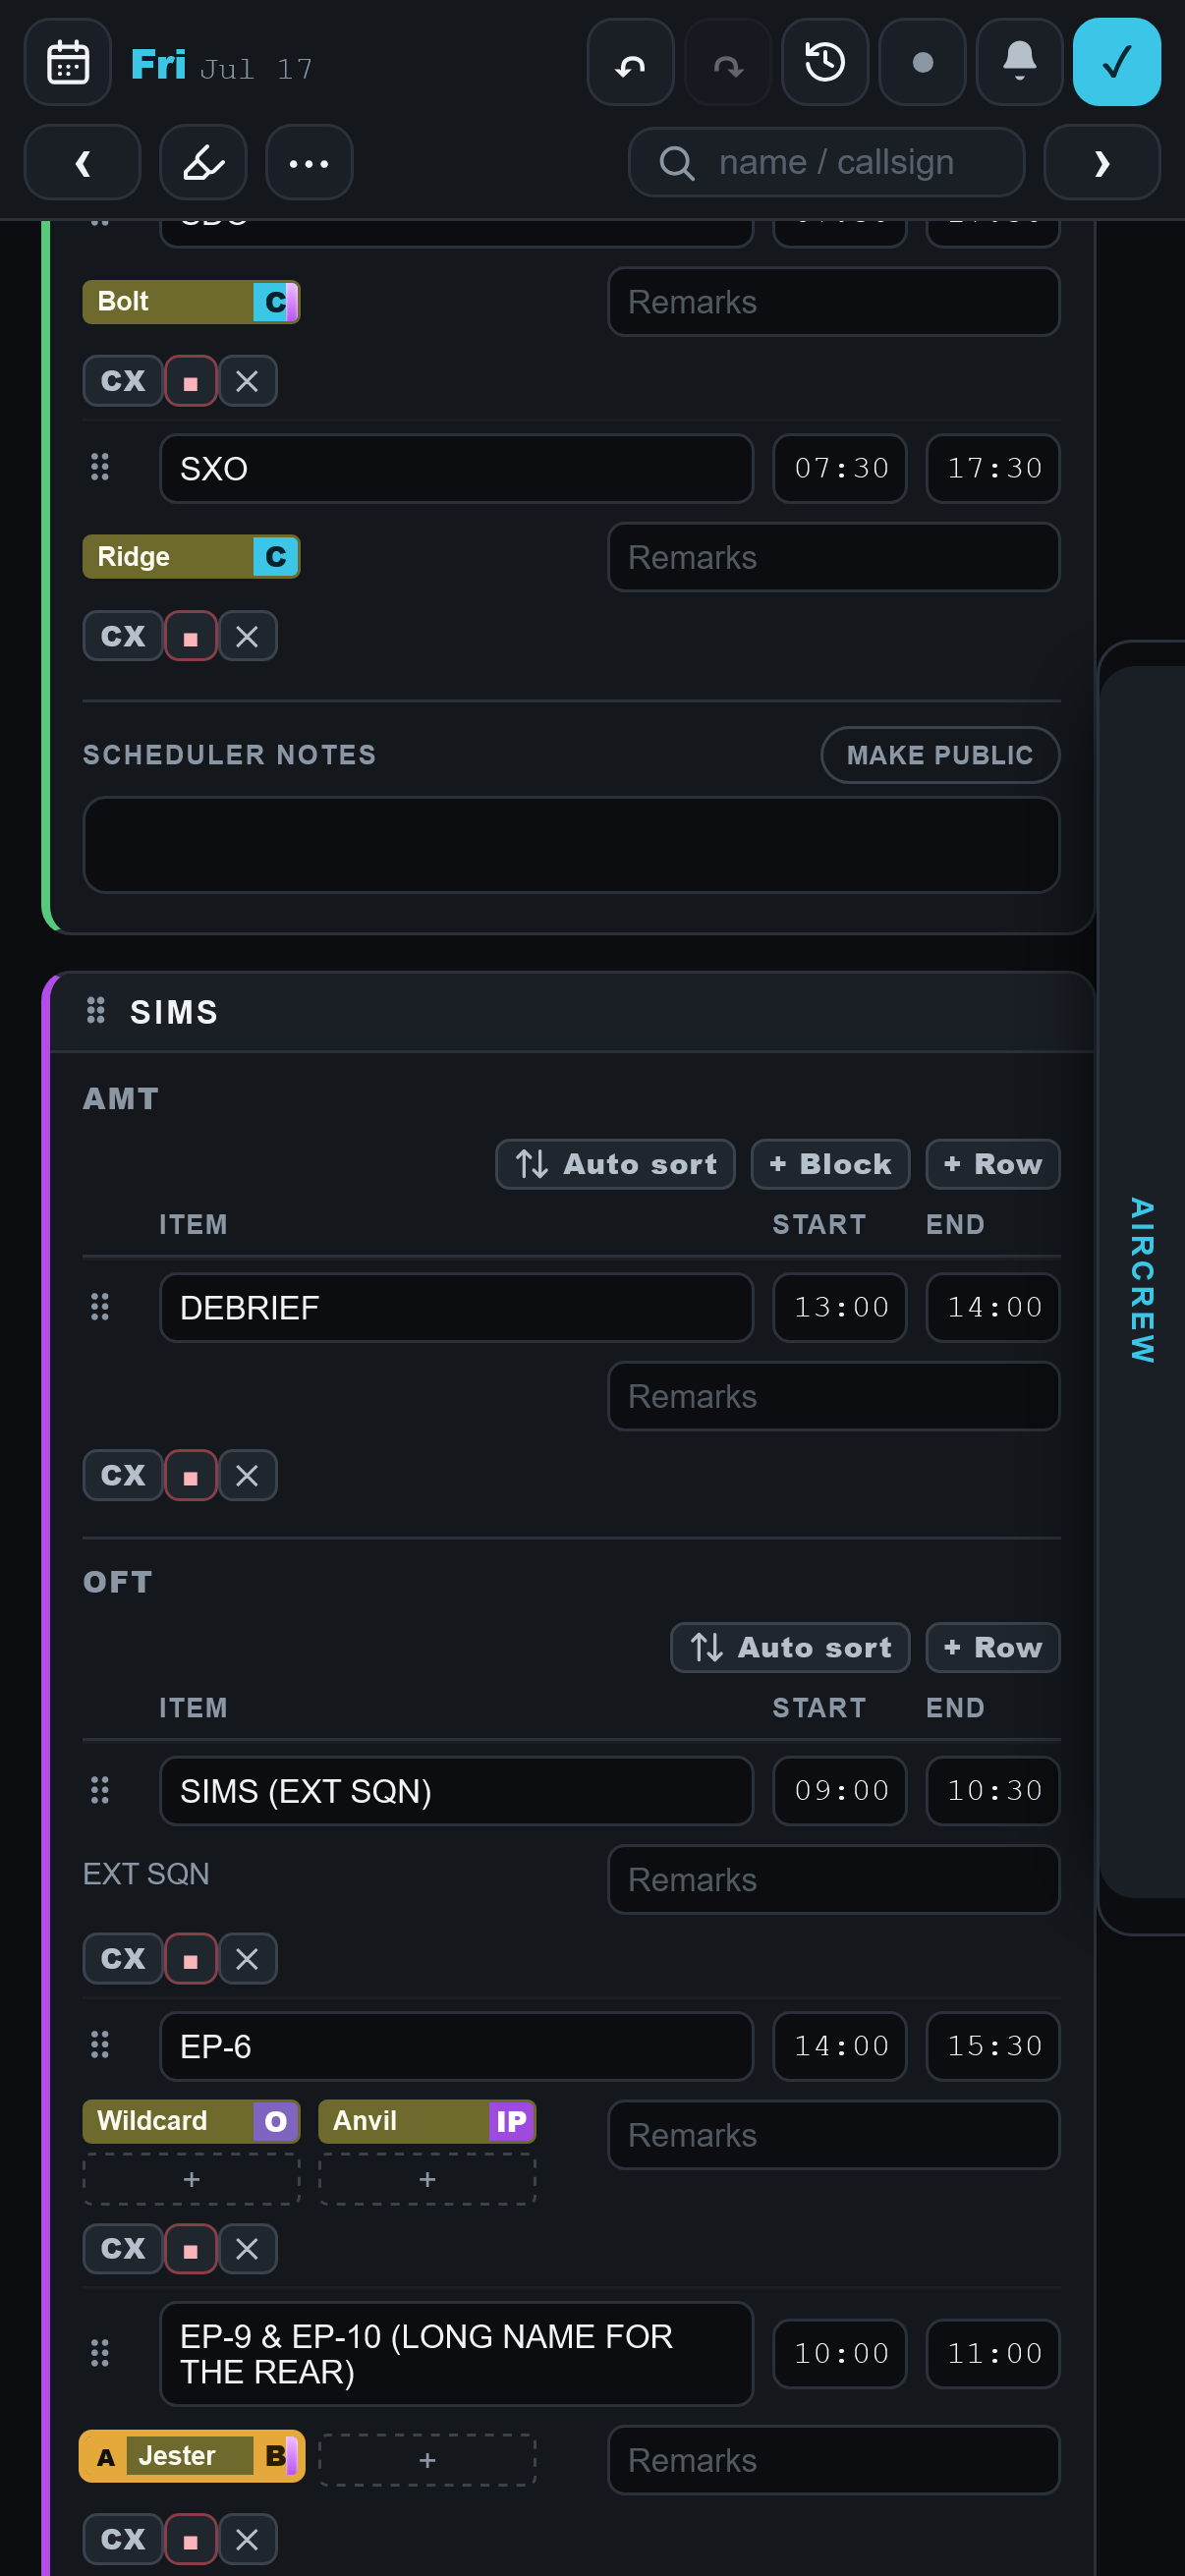 Fri Jul 17
name / callsign
Bolt C
Remarks
CX
SXO 07:30 17:30
Ridge C
Remarks
CX
SCHEDULER NOTES MAKE PUBLIC
SIMS
AMT
Auto sort + Block + Row
ITEM START END
DEBRIEF 13:00 14:00
Remarks
CX
OFT
Auto sort + Row
ITEM START END
SIMS (EXT SQN) 09:00 10:30
EXT SQN Remarks
CX
EP-6 14:00 15:30
Wildcard O Anvil IP
Remarks
+ +
CX
EP-9 & EP-10 (LONG NAME FOR
THE REAR)
10:00 11:00
A Jester B + Remarks
CX
AIRCREW